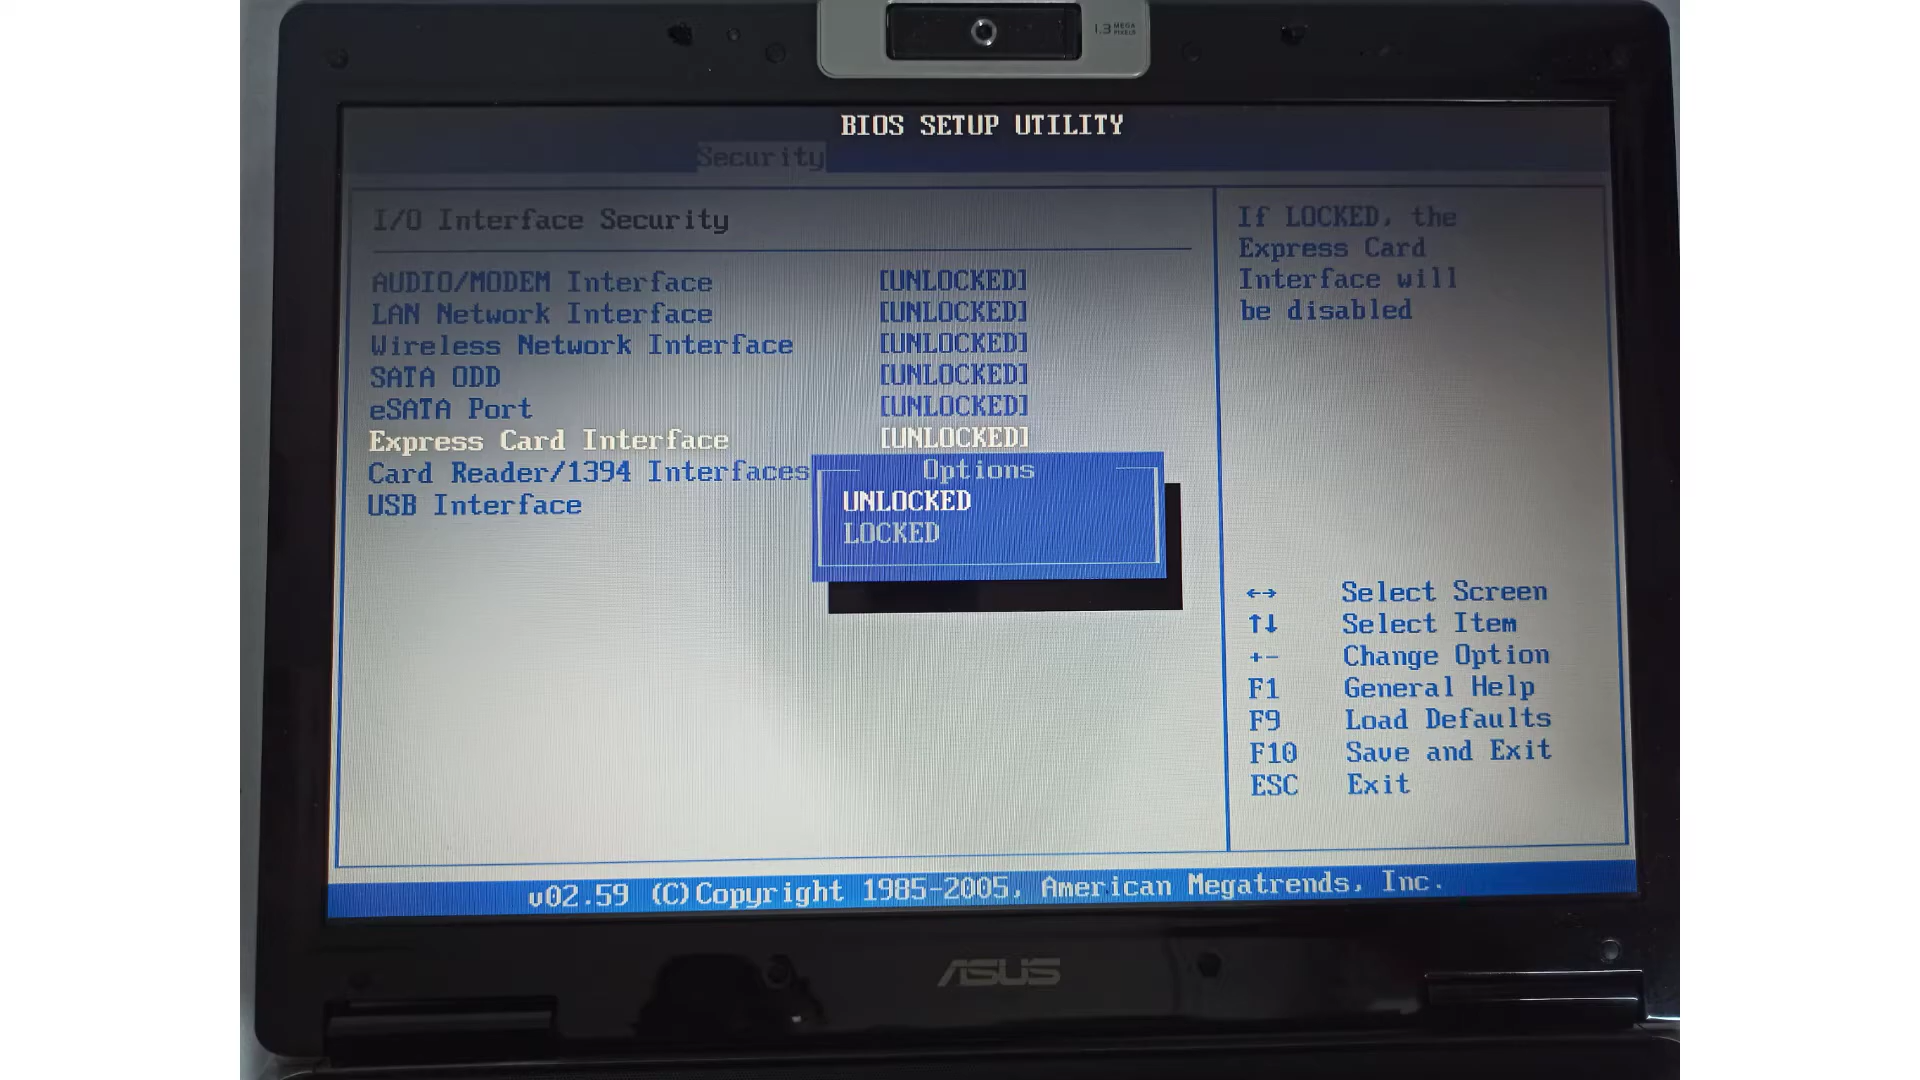 1.3 MEGA PIXELS
BIOS SETUP UTILITY
Security
I/O Interface Security
AUDIO/MODEM Interface [UNLOCKED]
LAN Network Interface [UNLOCKED]
Wireless Network Interface [UNLOCKED]
SATA ODD [UNLOCKED]
eSATA Port [UNLOCKED]
Express Card Interface [UNLOCKED]
Card Reader/1394 Interfaces
USB Interface
Options
UNLOCKED
LOCKED
If LOCKED, the
Express Card
Interface will
be disabled
←→ Select Screen
↑↓ Select Item
+- Change Option
F1 General Help
F9 Load Defaults
F10 Save and Exit
ESC Exit
v02.59 (C)Copyright 1985-2005, American Megatrends, Inc.
ASUS